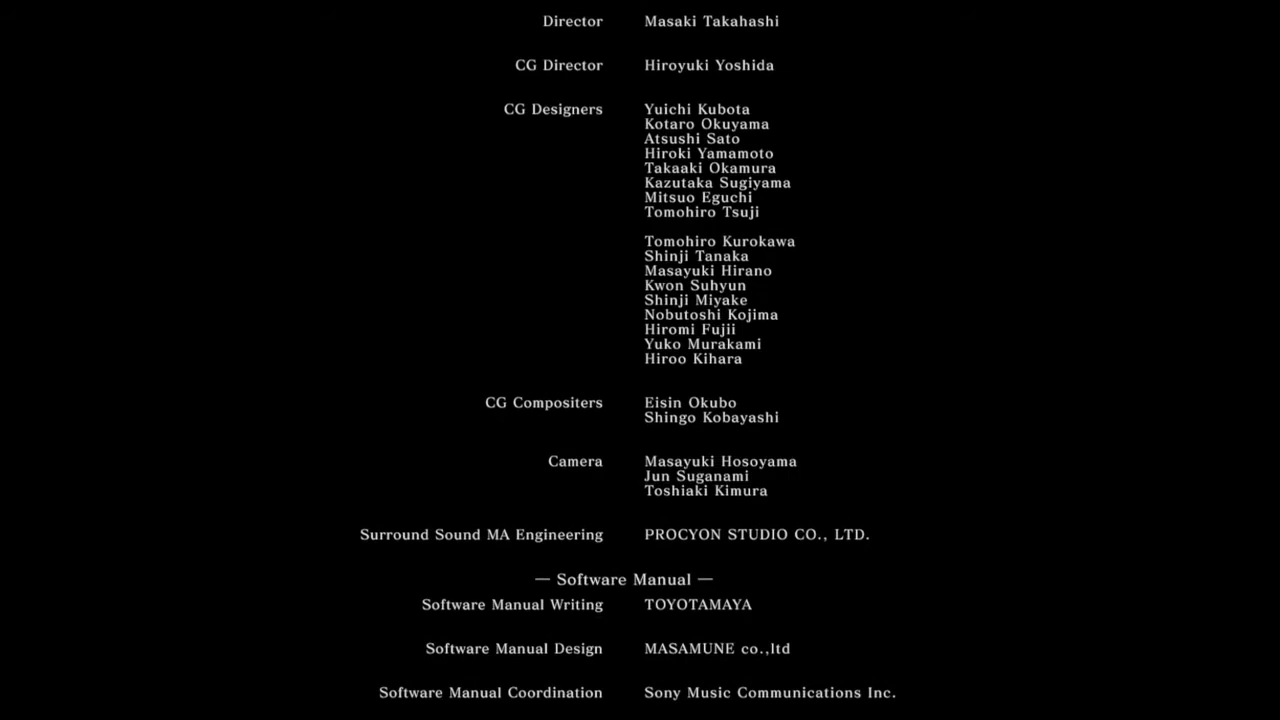 Director Masaki Takahashi
CG Director Hiroyuki Yoshida
CG Designers Yuichi Kubota
Kotaro Okuyama
Atsushi Sato
Hiroki Yamamoto
Takaaki Okamura
Kazutaka Sugiyama
Mitsuo Eguchi
Tomohiro Tsuji
Tomohiro Kurokawa
Shinji Tanaka
Masayuki Hirano
Kwon Suhyun
Shinji Miyake
Nobutoshi Kojima
Hiromi Fujii
Yuko Murakami
Hiroo Kihara
CG Compositers Eisin Okubo
Shingo Kobayashi
Camera Masayuki Hosoyama
Jun Suganami
Toshiaki Kimura
Surround Sound MA Engineering PROCYON STUDIO CO., LTD.
— Software Manual —
Software Manual Writing TOYOTAMAYA
Software Manual Design MASAMUNE co.,ltd
Software Manual Coordination Sony Music Communications Inc.